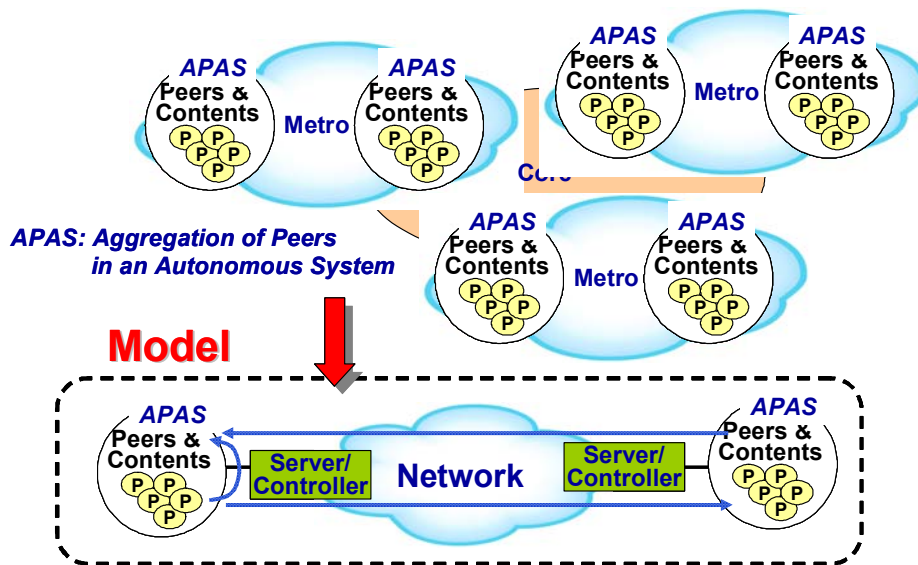 APAS
Peers &
Contents
P P
P P
P
Metro
APAS
Peers &
Contents
P P
P P
P
APAS
Peers &
Contents
P P
P P
P
Metro
APAS
Peers &
Contents
P P
P P
P
Core
APAS
Peers &
Contents
P P
P P
P
Metro
APAS
Peers &
Contents
P P
P P
P
APAS: Aggregation of Peers
in an Autonomous System
Model
APAS
Peers &
Contents
P P
P P
P
Server/
Controller
Network
Server/
Controller
APAS
Peers &
Contents
P P
P P
P